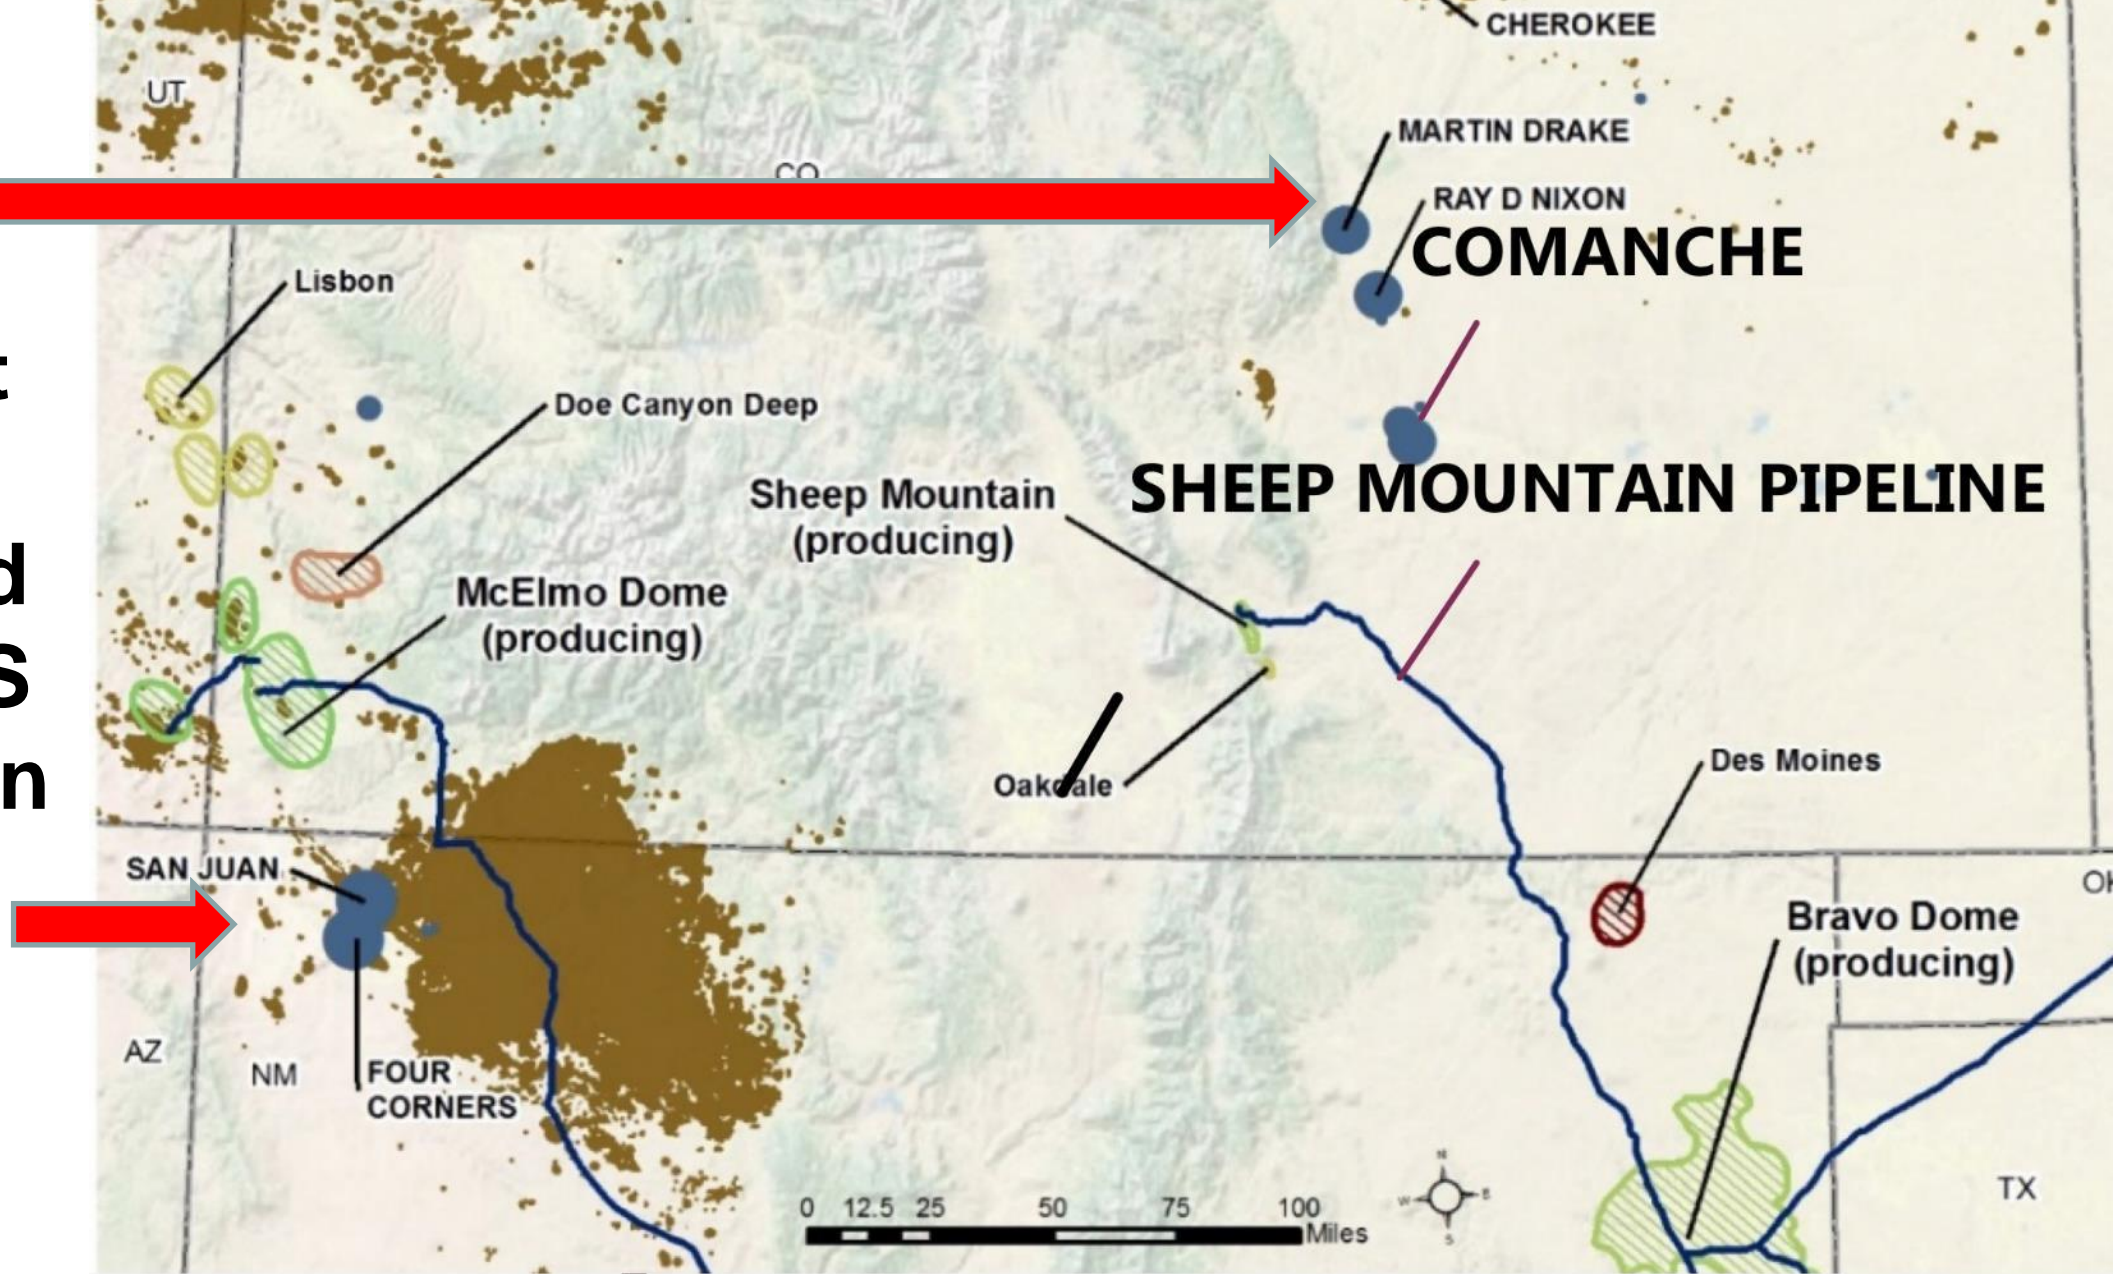 CHEROKEE
UT
MARTIN DRAKE
CO
RAY D NIXON
COMANCHE
Lisbon
t
Doe Canyon Deep
Sheep Mountain
(producing)
SHEEP MOUNTAIN PIPELINE
d
McElmo Dome
(producing)
S
n
Oakdale
Des Moines
SAN JUAN
OK
Bravo Dome
(producing)
AZ
NM
FOUR
CORNERS
N
W E
S
TX
0 12.5 25 50 75 100
Miles